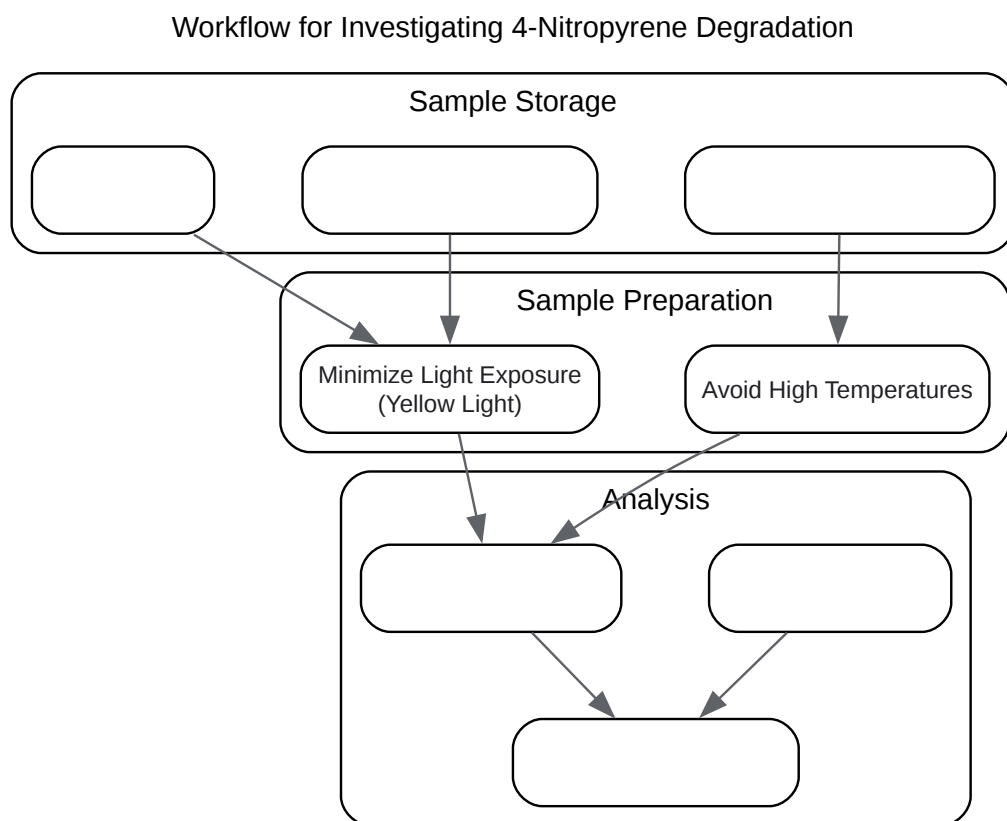 Workflow for Investigating 4-Nitropyrene Degradation
Sample Storage
Sample Preparation
Minimize Light Exposure
(Yellow Light)
Avoid High Temperatures
Analysis